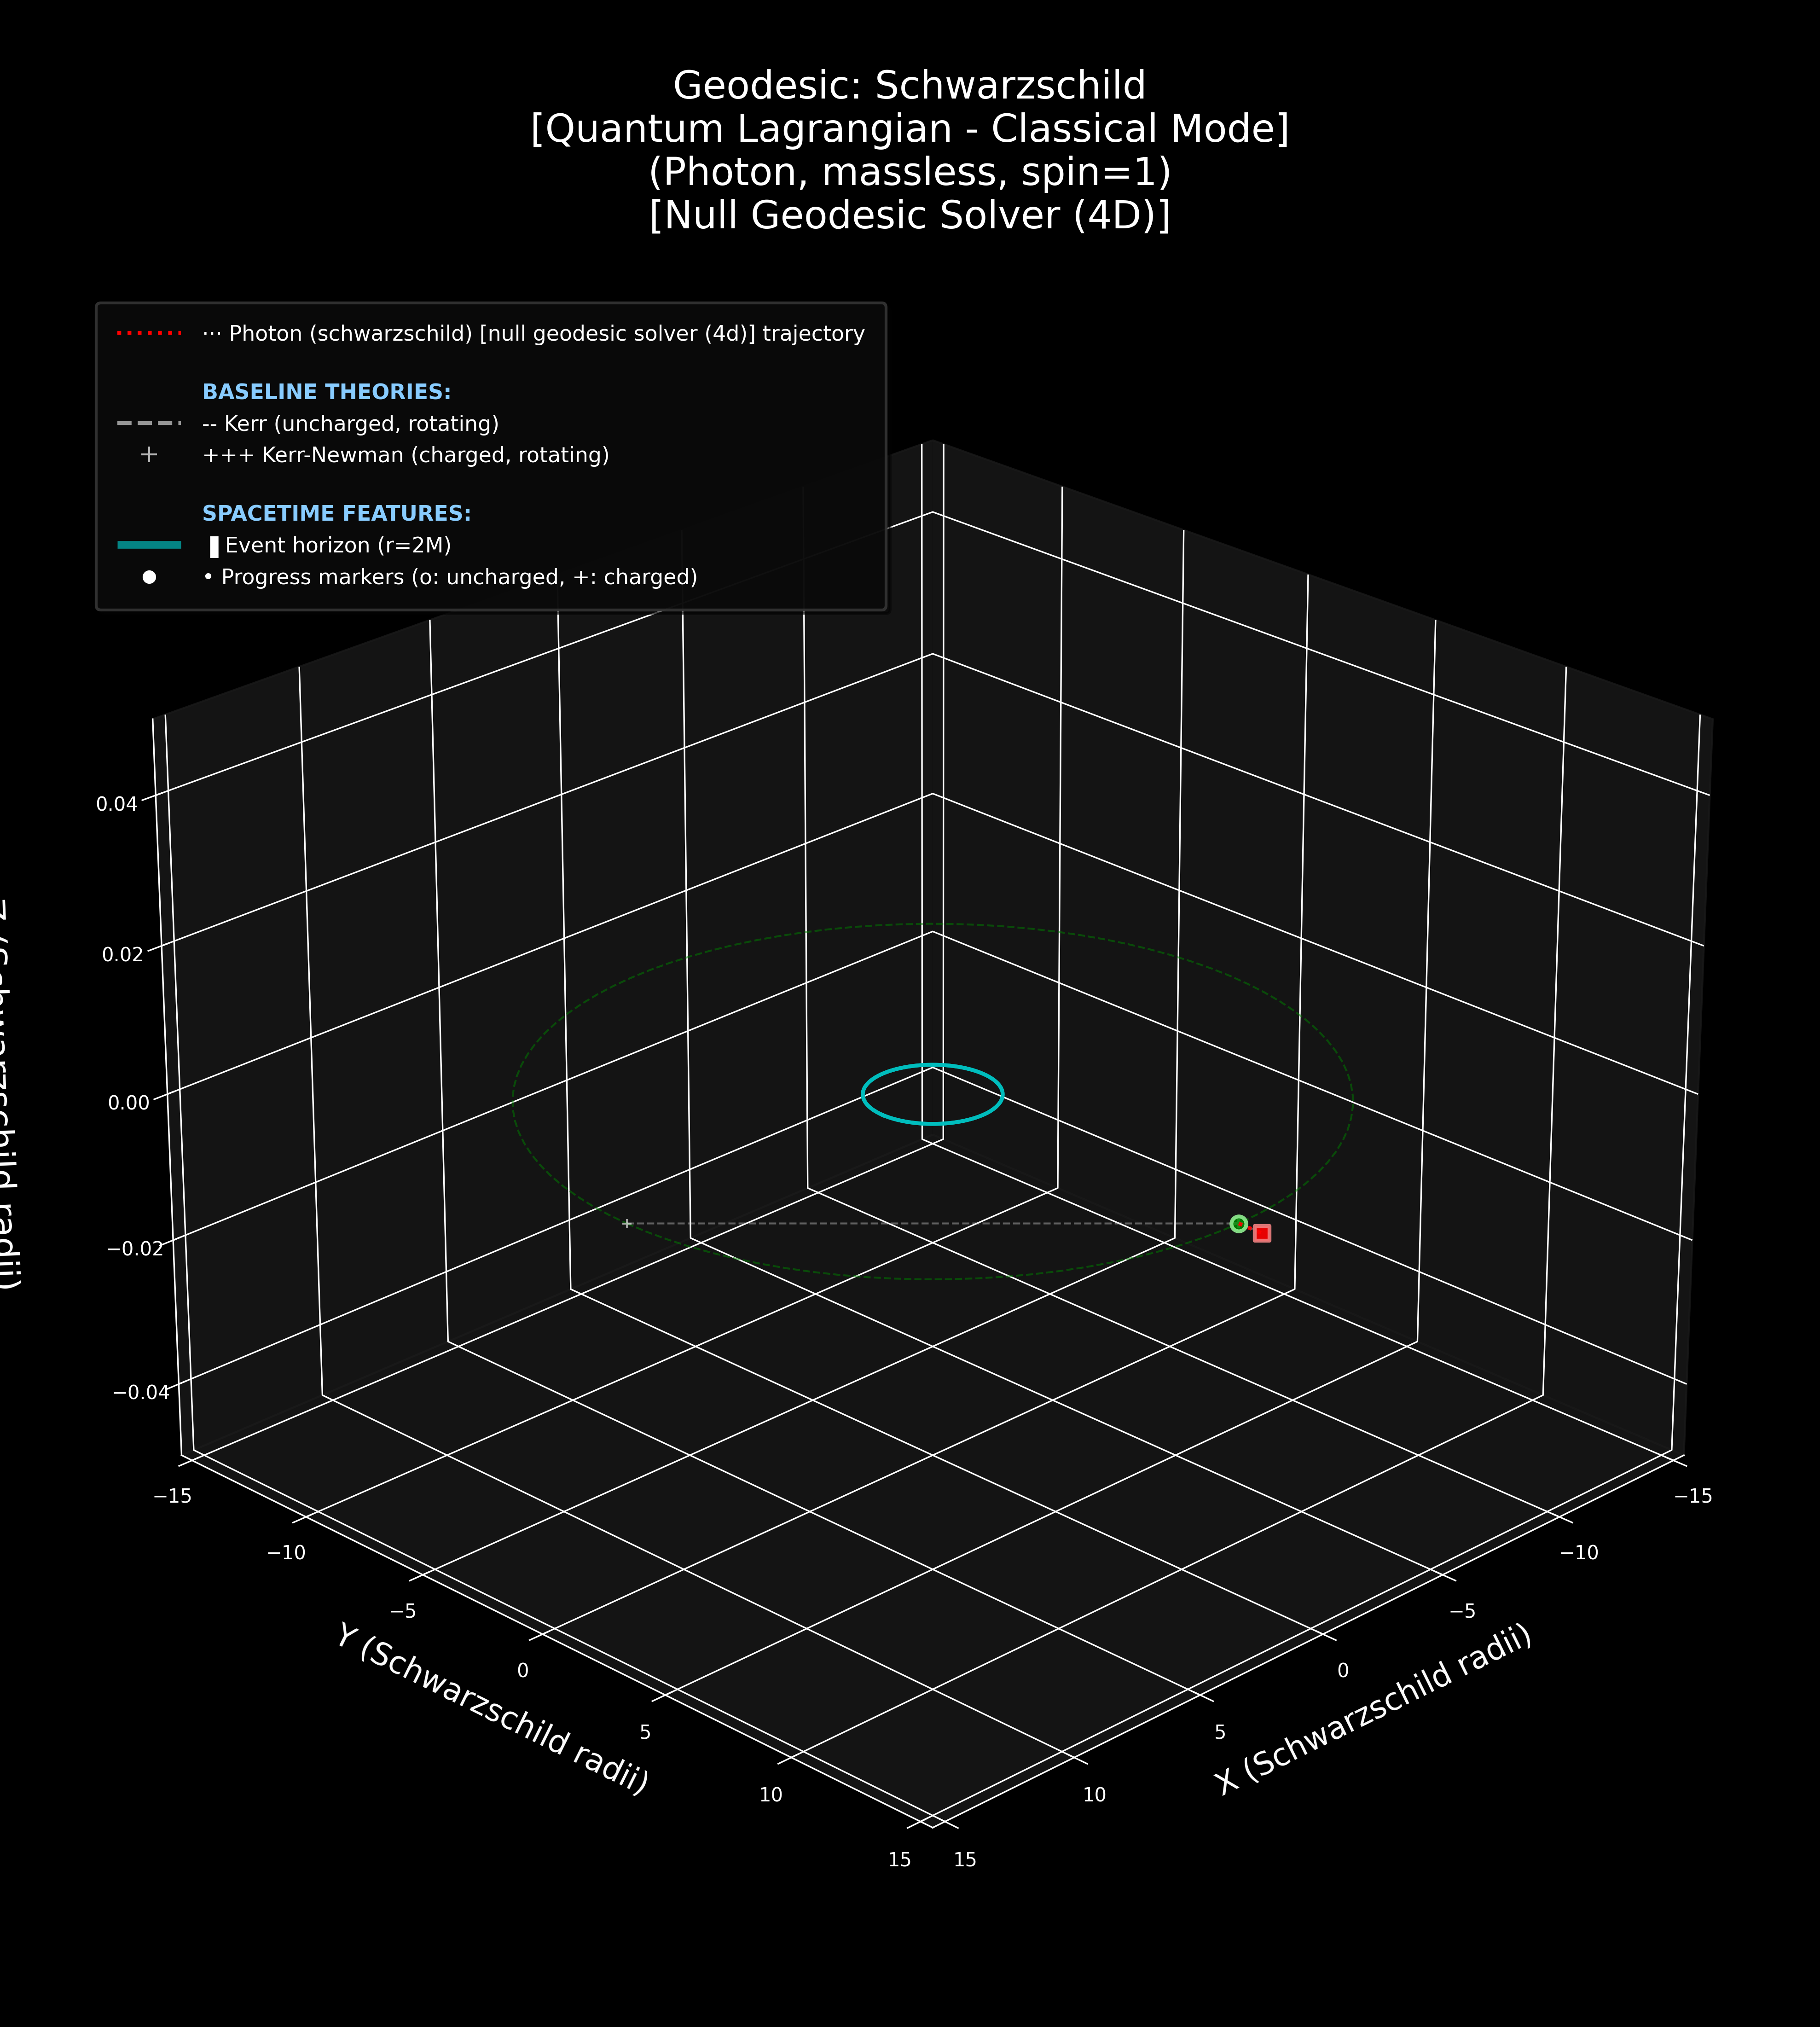 Geodesic: Schwarzschild
[Quantum Lagrangian - Classical Mode]
(Photon, massless, spin=1)
[Null Geodesic Solver (4D)]
··· Photon (schwarzschild) [null geodesic solver (4d)] trajectory
BASELINE THEORIES:
-- Kerr (uncharged, rotating)
+++ Kerr-Newman (charged, rotating)
SPACETIME FEATURES:
▌Event horizon (r=2M)
• Progress markers (o: uncharged, +: charged)
0.04
0.02
0.00
−0.02
−0.04
Z (Schwarzschild radii)
−15
−10
−5
0
5
10
15
Y (Schwarzschild radii)
15
10
5
0
−5
−10
−15
X (Schwarzschild radii)